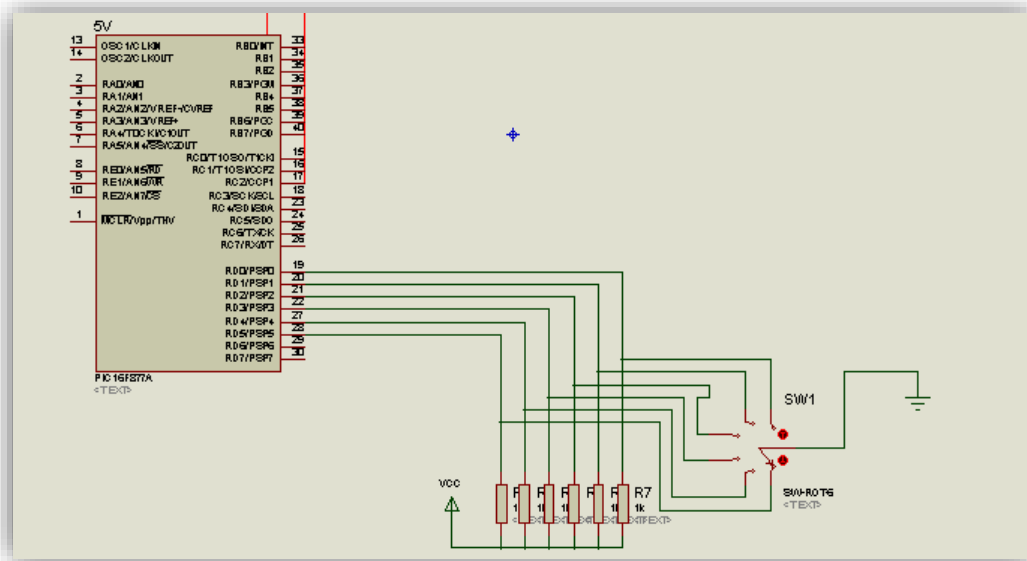 5V
13 OSC1/CLKIN RB0/INT 33
14 OSC2/CLKOUT RB1 34
RB2 35
2 RA0/AN0 RB3/PGM 36
3 RA1/AN1 RB4 37
4 RA2/AN2/VREF-/CVREF RB5 38
5 RA3/AN3/VREF+ RB6/PGC 39
6 RA4/T0CKI/C1OUT RB7/PGD 40
7 RA5/AN4/SS/C2OUT
RC0/T1OSO/T1CKI 15
8 RE0/AN5/RD RC1/T1OSI/CCP2 16
9 RE1/AN6/WR RC2/CCP1 17
10 RE2/AN7/CS RC3/SCK/SCL 18
RC4/SDI/SDA 23
1 MCLR/Vpp/THV RC5/SDO 24
RC6/TX/CK 25
RC7/RX/DT 26
RD0/PSP0 19
RD1/PSP1 20
RD2/PSP2 21
RD3/PSP3 22
RD4/PSP4 27
RD5/PSP5 28
RD6/PSP6 29
RD7/PSP7 30
PIC16F877A
<TEXT>
SW1
SW-ROT6
<TEXT>
VCC
R7
1k